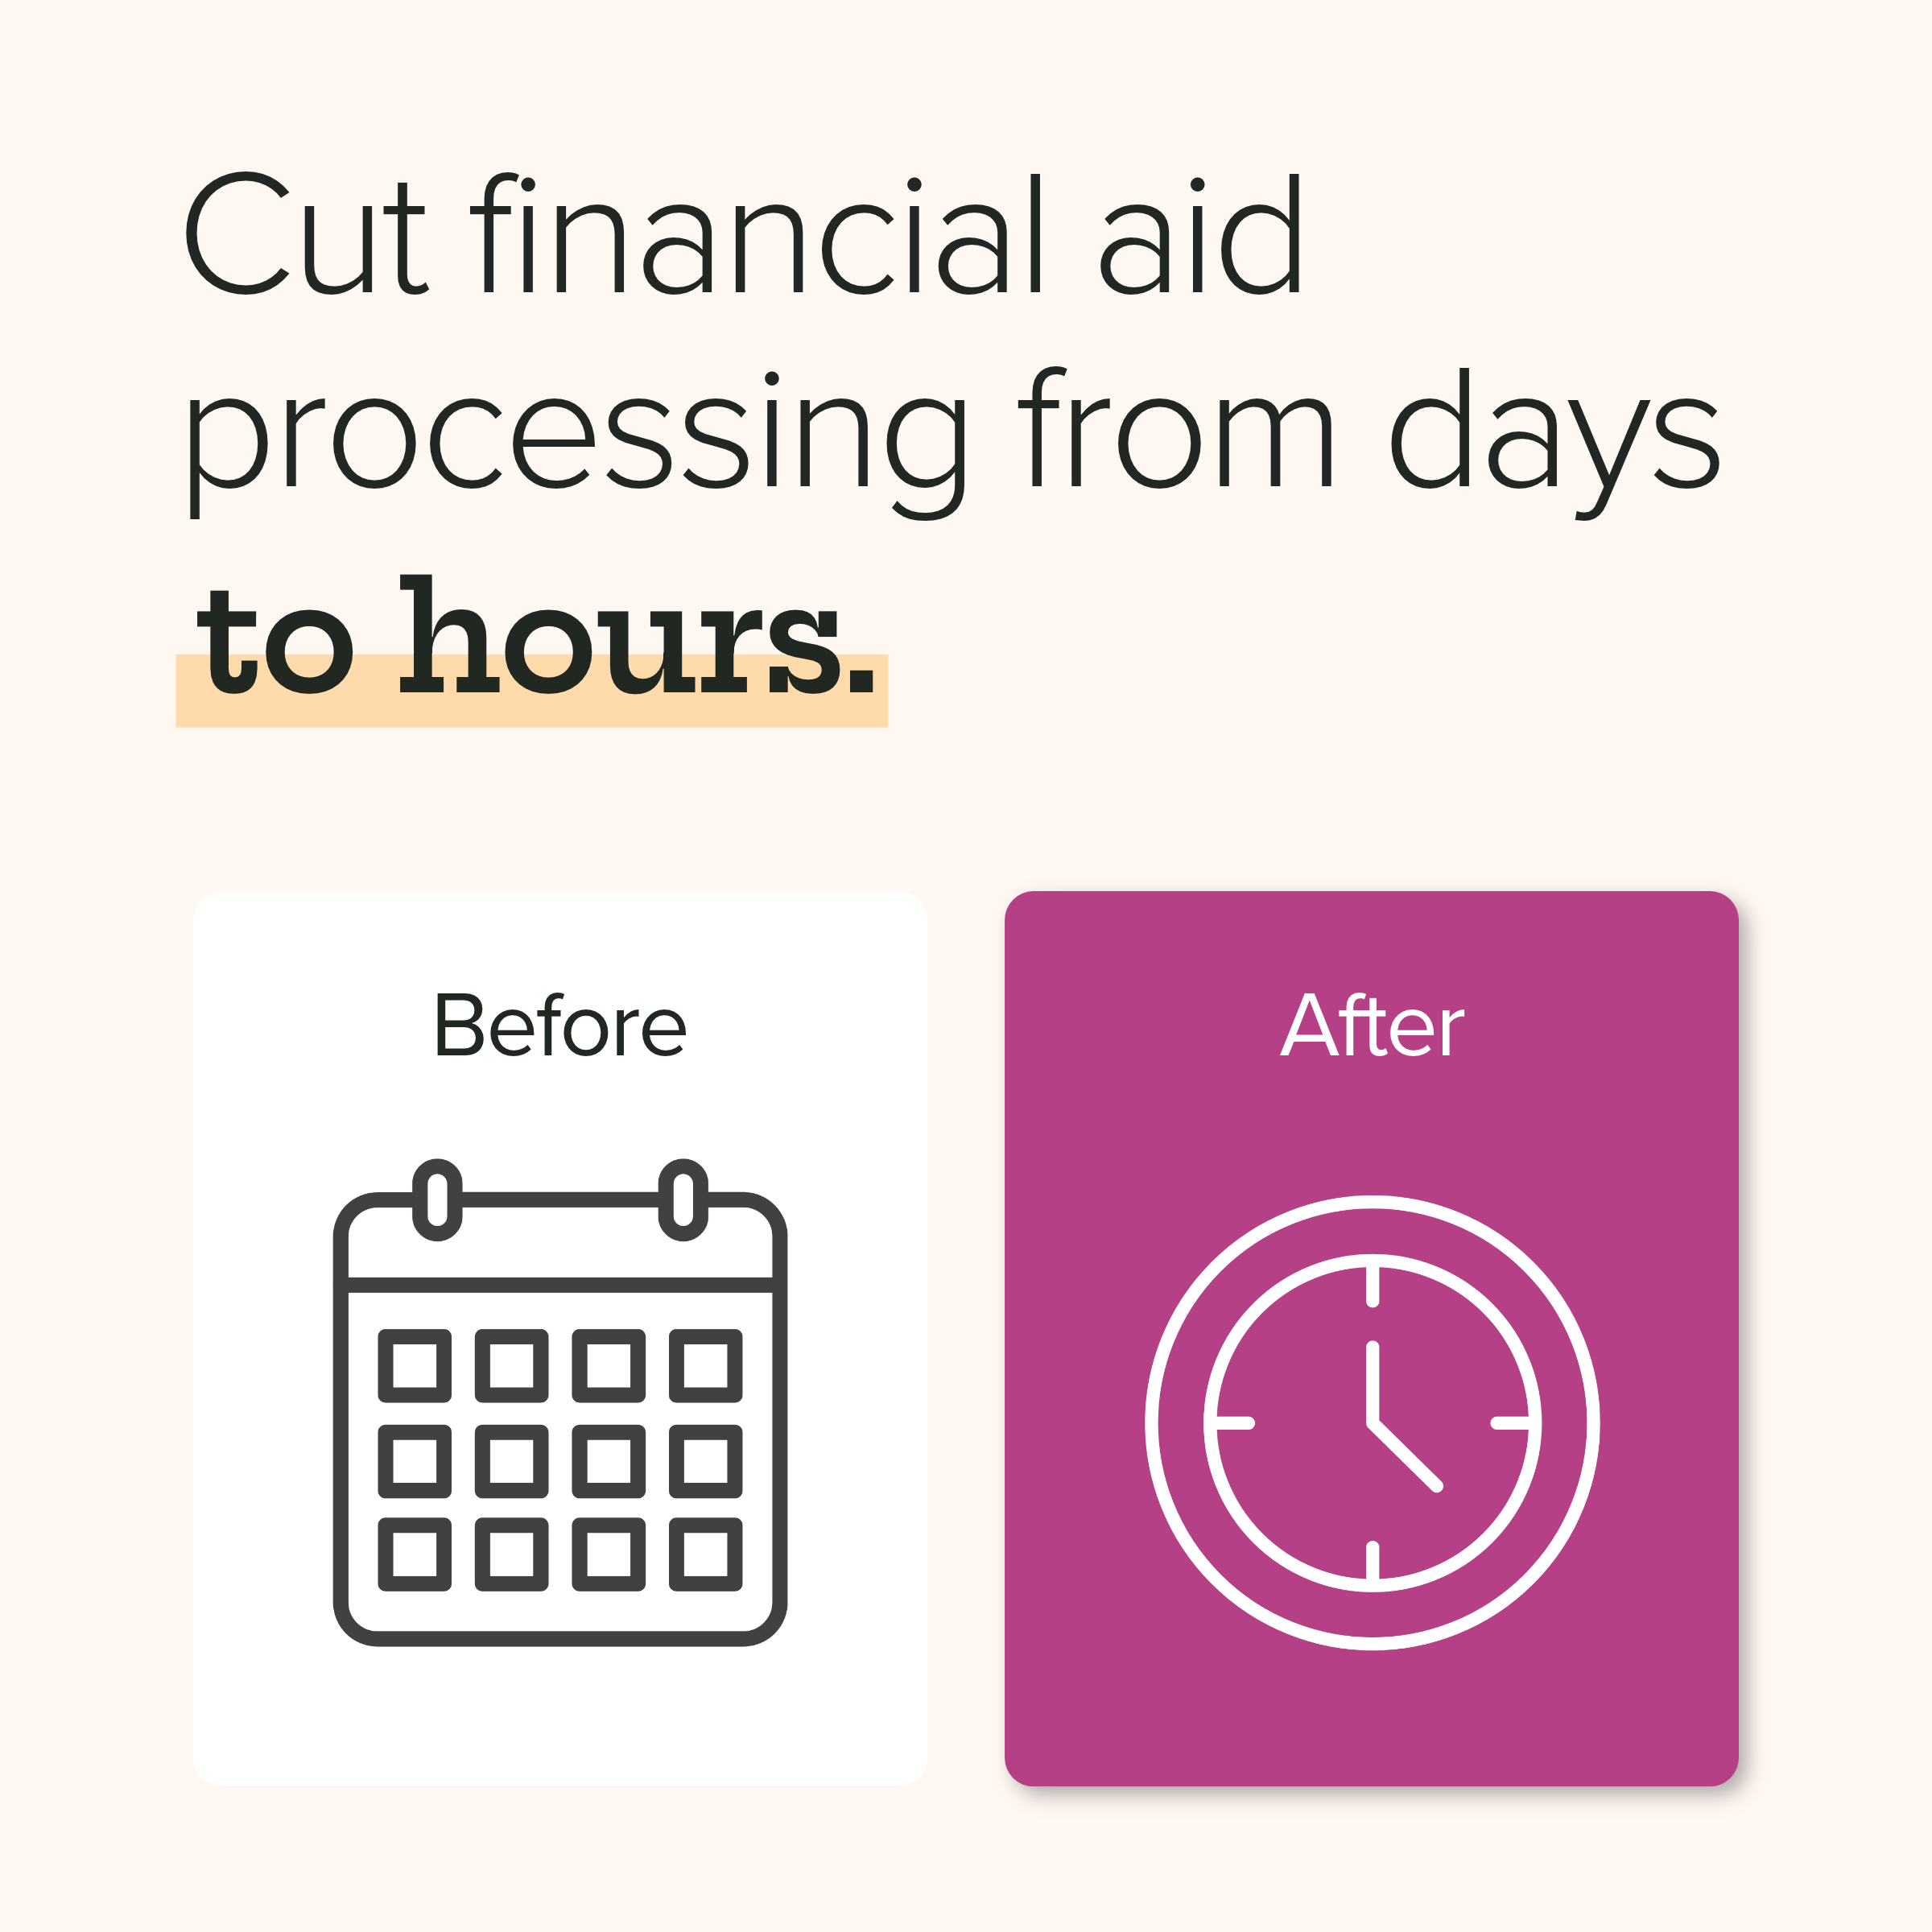 Cut financial aid
processing from days
to hours.
Before
After